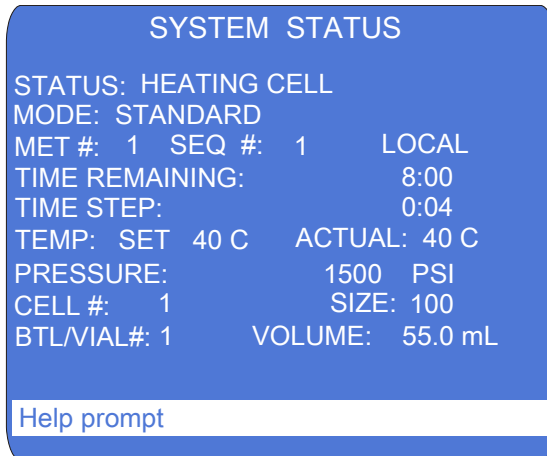 SYSTEM STATUS
STATUS: HEATING CELL
MODE: STANDARD
MET #: 1 SEQ #: 1 LOCAL
TIME REMAINING: 8:00
TIME STEP: 0:04
TEMP: SET 40 C ACTUAL: 40 C
PRESSURE: 1500 PSI
CELL #: 1 SIZE: 100
BTL/VIAL#: 1 VOLUME: 55.0 mL
Help prompt